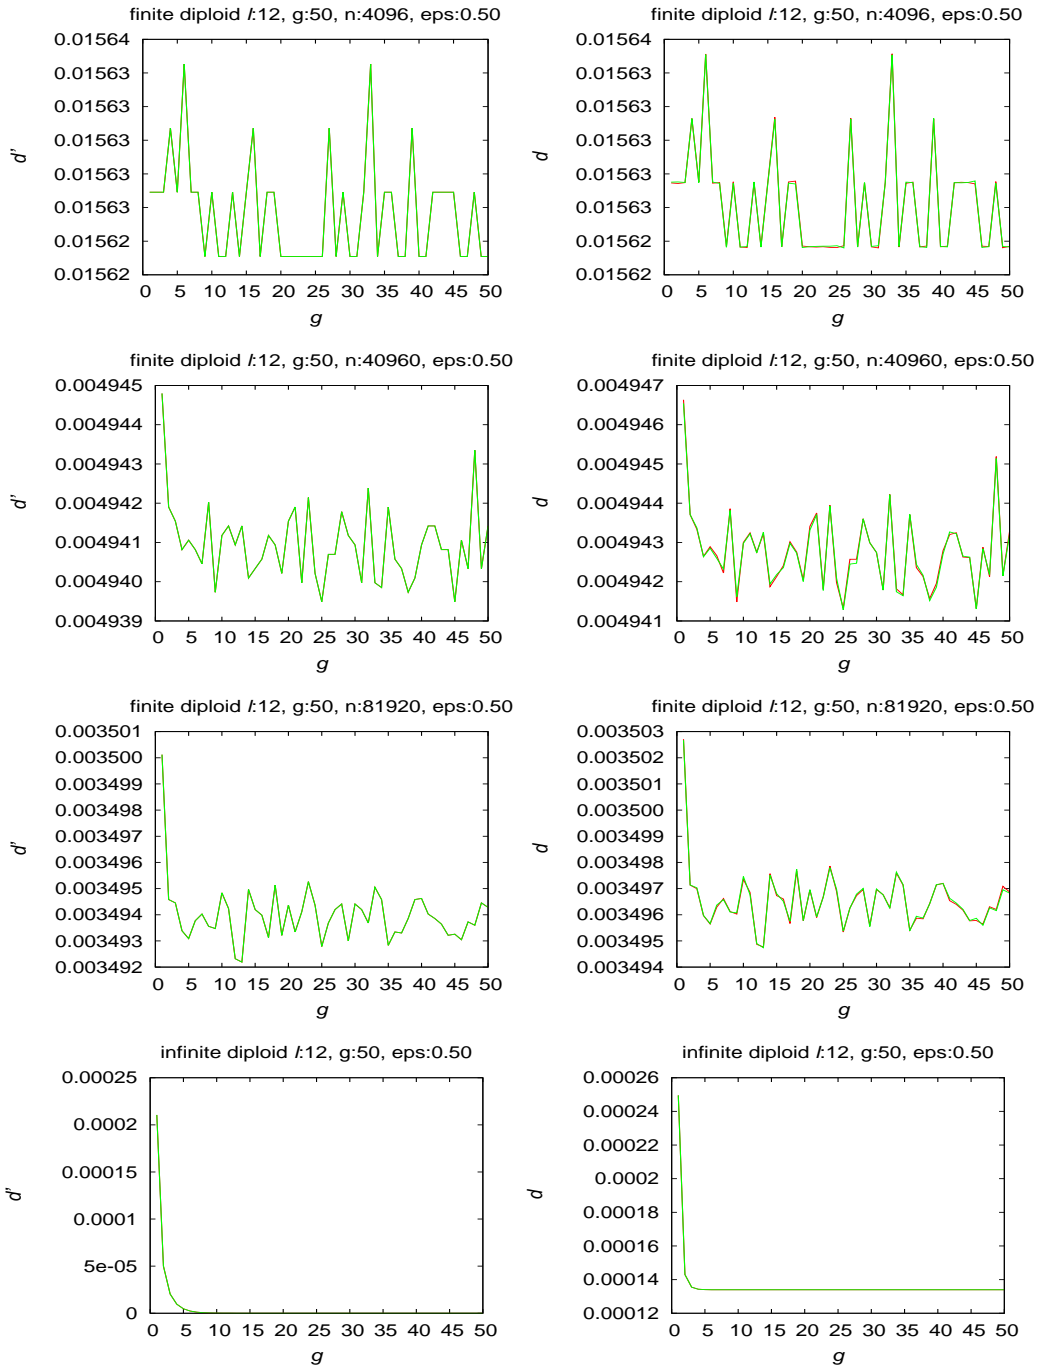 finite diploid l:12, g:50, n:4096, eps:0.50
0.01564
0.01563
0.01563
0.01563
0.01563
0.01563
0.01562
0.01562
d'
0 5 10 15 20 25 30 35 40 45 50
g
finite diploid l:12, g:50, n:4096, eps:0.50
0.01564
0.01563
0.01563
0.01563
0.01563
0.01563
0.01562
0.01562
d
0 5 10 15 20 25 30 35 40 45 50
g
finite diploid l:12, g:50, n:40960, eps:0.50
0.004945
0.004944
0.004943
0.004942
0.004941
0.004940
0.004939
d'
0 5 10 15 20 25 30 35 40 45 50
g
finite diploid l:12, g:50, n:40960, eps:0.50
0.004947
0.004946
0.004945
0.004944
0.004943
0.004942
0.004941
d
0 5 10 15 20 25 30 35 40 45 50
g
finite diploid l:12, g:50, n:81920, eps:0.50
0.003501
0.003500
0.003499
0.003498
0.003497
0.003496
0.003495
0.003494
0.003493
0.003492
d'
0 5 10 15 20 25 30 35 40 45 50
g
finite diploid l:12, g:50, n:81920, eps:0.50
0.003503
0.003502
0.003501
0.003500
0.003499
0.003498
0.003497
0.003496
0.003495
0.003494
d
0 5 10 15 20 25 30 35 40 45 50
g
infinite diploid l:12, g:50, eps:0.50
0.00025
0.0002
0.00015
0.0001
5e-05
0
d'
0 5 10 15 20 25 30 35 40 45 50
g
infinite diploid l:12, g:50, eps:0.50
0.00026
0.00024
0.00022
0.0002
0.00018
0.00016
0.00014
0.00012
d
0 5 10 15 20 25 30 35 40 45 50
g